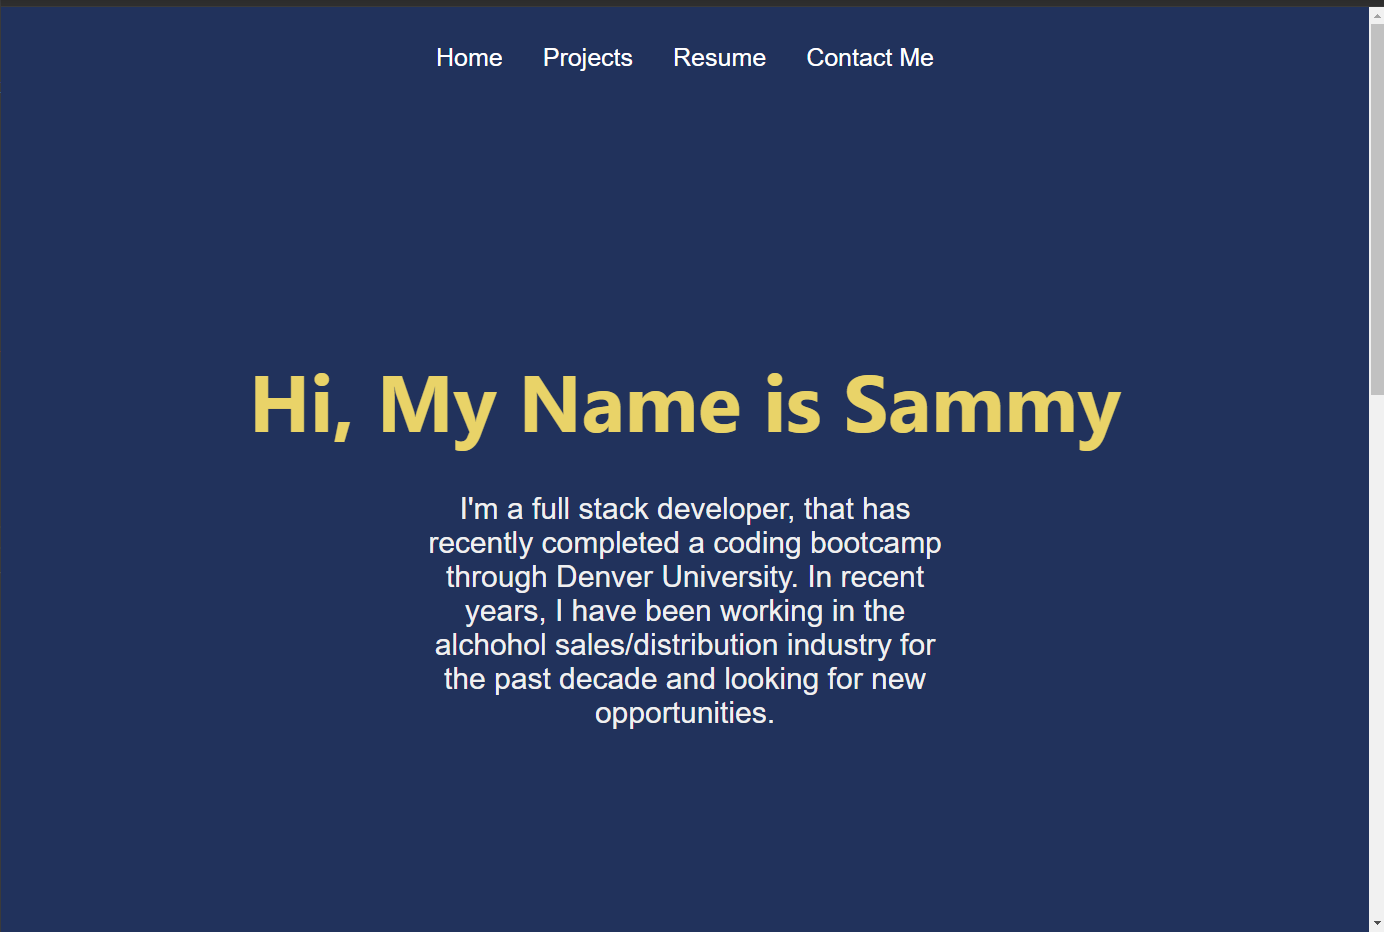 Home Projects Resume Contact Me
Hi, My Name is Sammy
I'm a full stack developer, that has
recently completed a coding bootcamp
through Denver University. In recent
years, I have been working in the
alchohol sales/distribution industry for
the past decade and looking for new
opportunities.